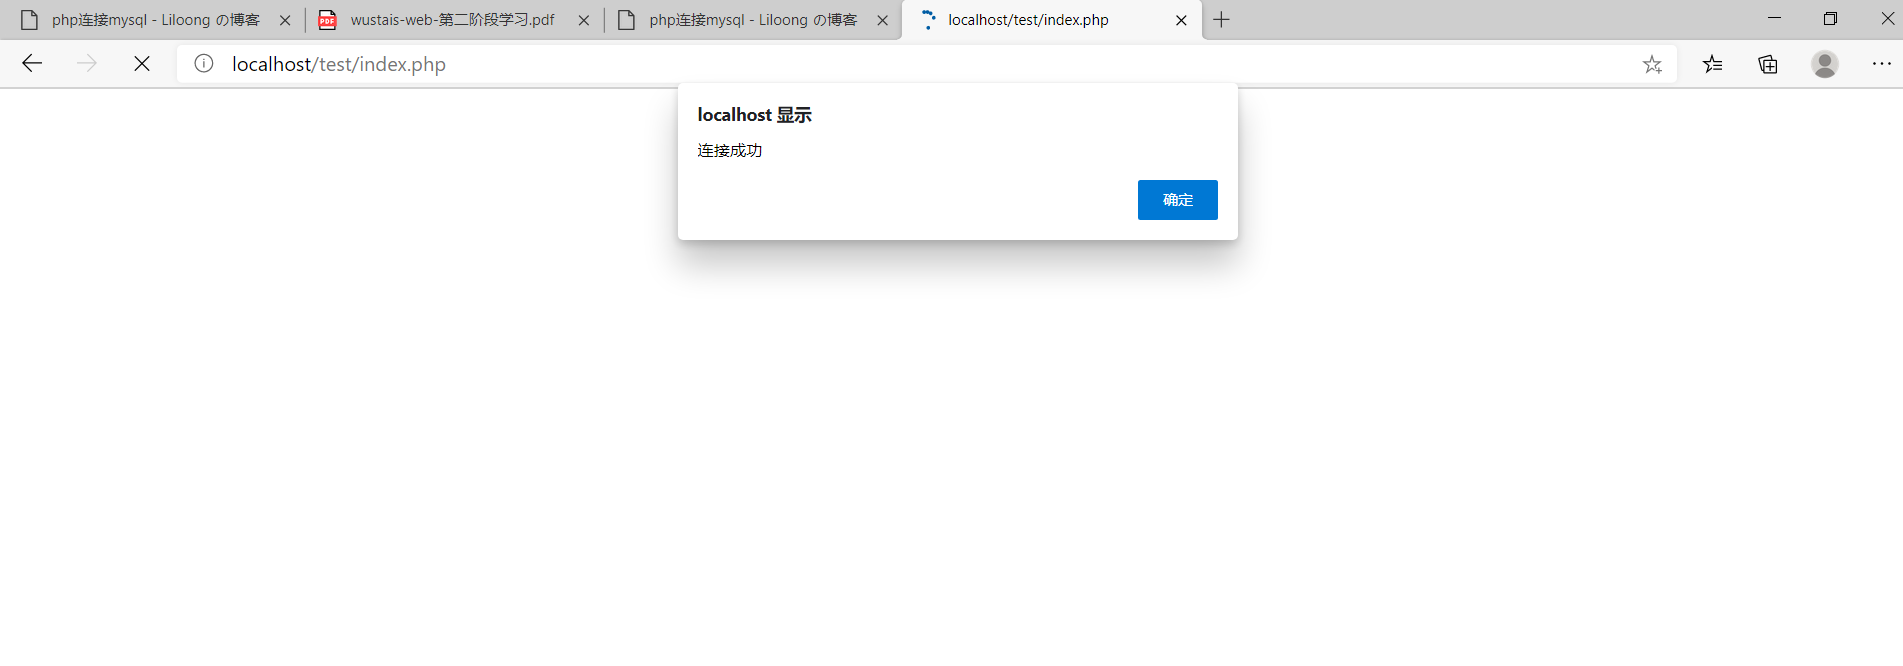 php连接mysql - Liloong の博客
PDF
wustais-web-第二阶段学习.pdf
php连接mysql - Liloong の博客
localhost/test/index.php
localhost/test/index.php
localhost 显示
连接成功
确定